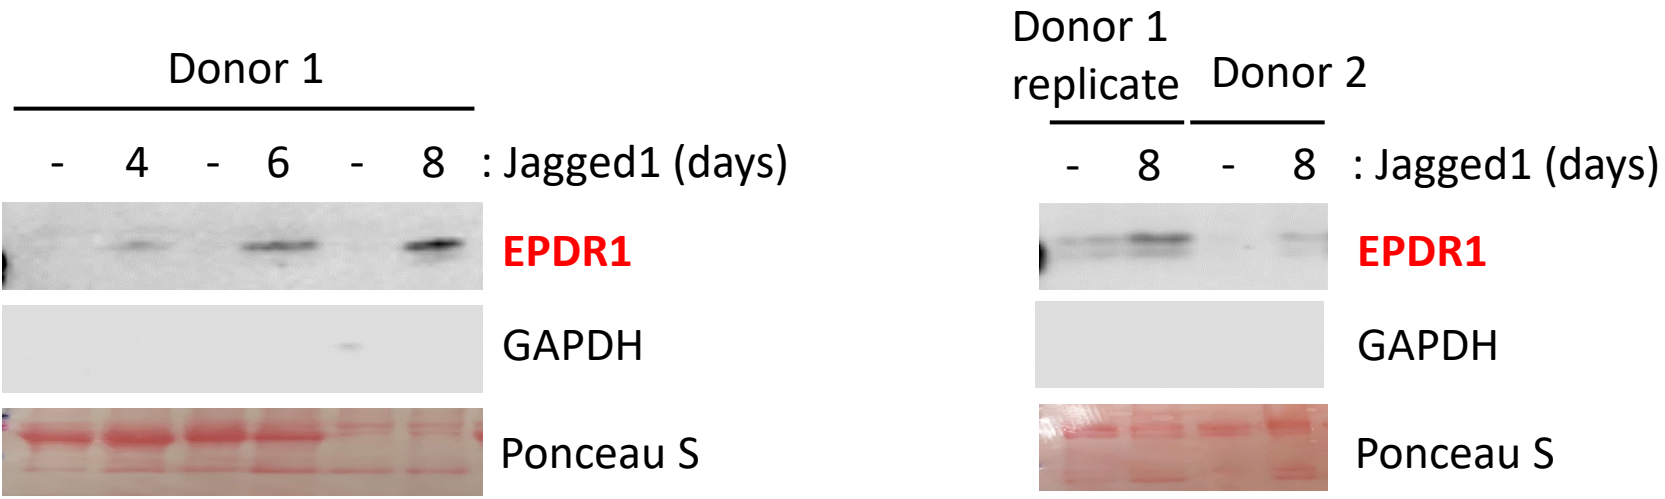 Donor 1
- 4 - 6 - 8 : Jagged1 (days)
EPDR1
GAPDH
Ponceau S
Donor 1
replicate
Donor 2
- 8 - 8 : Jagged1 (days)
EPDR1
GAPDH
Ponceau S